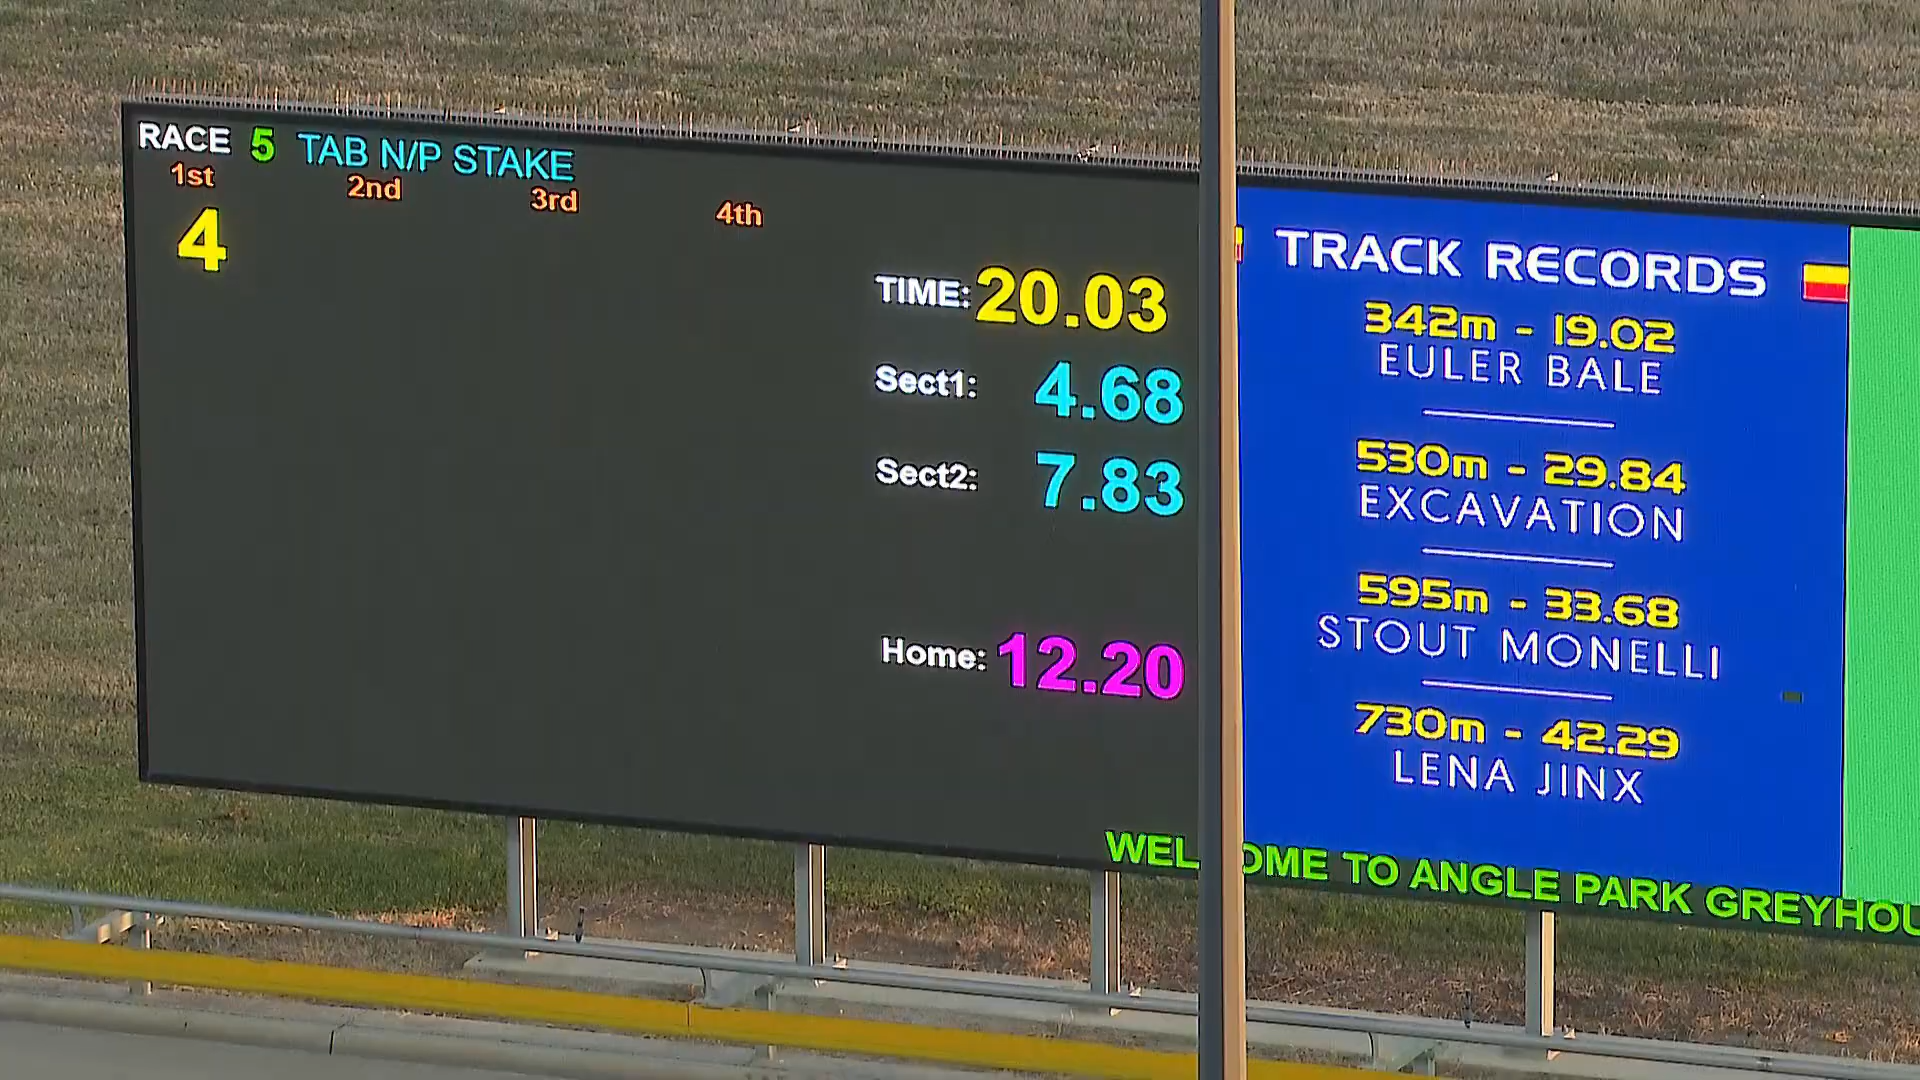 RACE 5 TAB N/P STAKE
1st 2nd 3rd 4th
4
TIME: 20.03
Sect1: 4.68
Sect2: 7.83
Home: 12.20
TRACK RECORDS
342m - 19.02
EULER BALE
530m - 29.84
EXCAVATION
595m - 33.68
STOUT MONELLI
730m - 42.29
LENA JINX
WEL OME TO ANGLE PARK GREYHOU